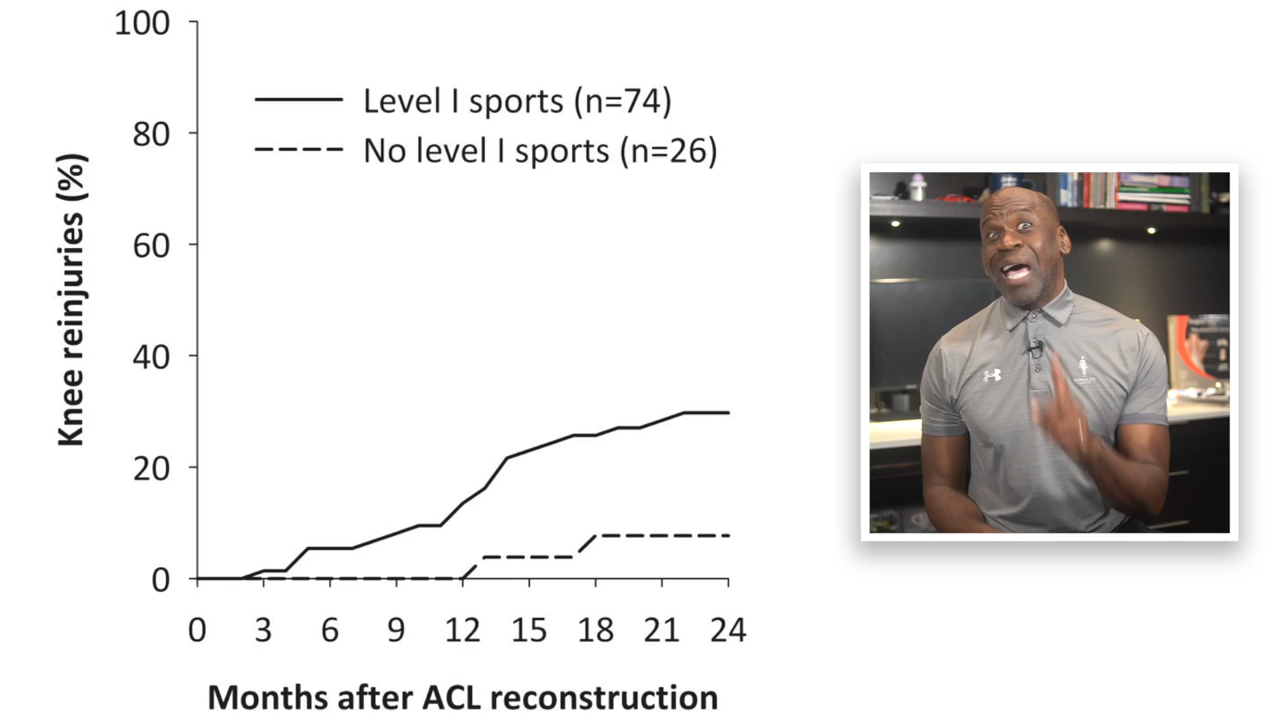 100
80
60
40
20
0
Knee reinjuries (%)
Level I sports (n=74)
No level I sports (n=26)
0 3 6 9 12 15 18 21 24
Months after ACL reconstruction